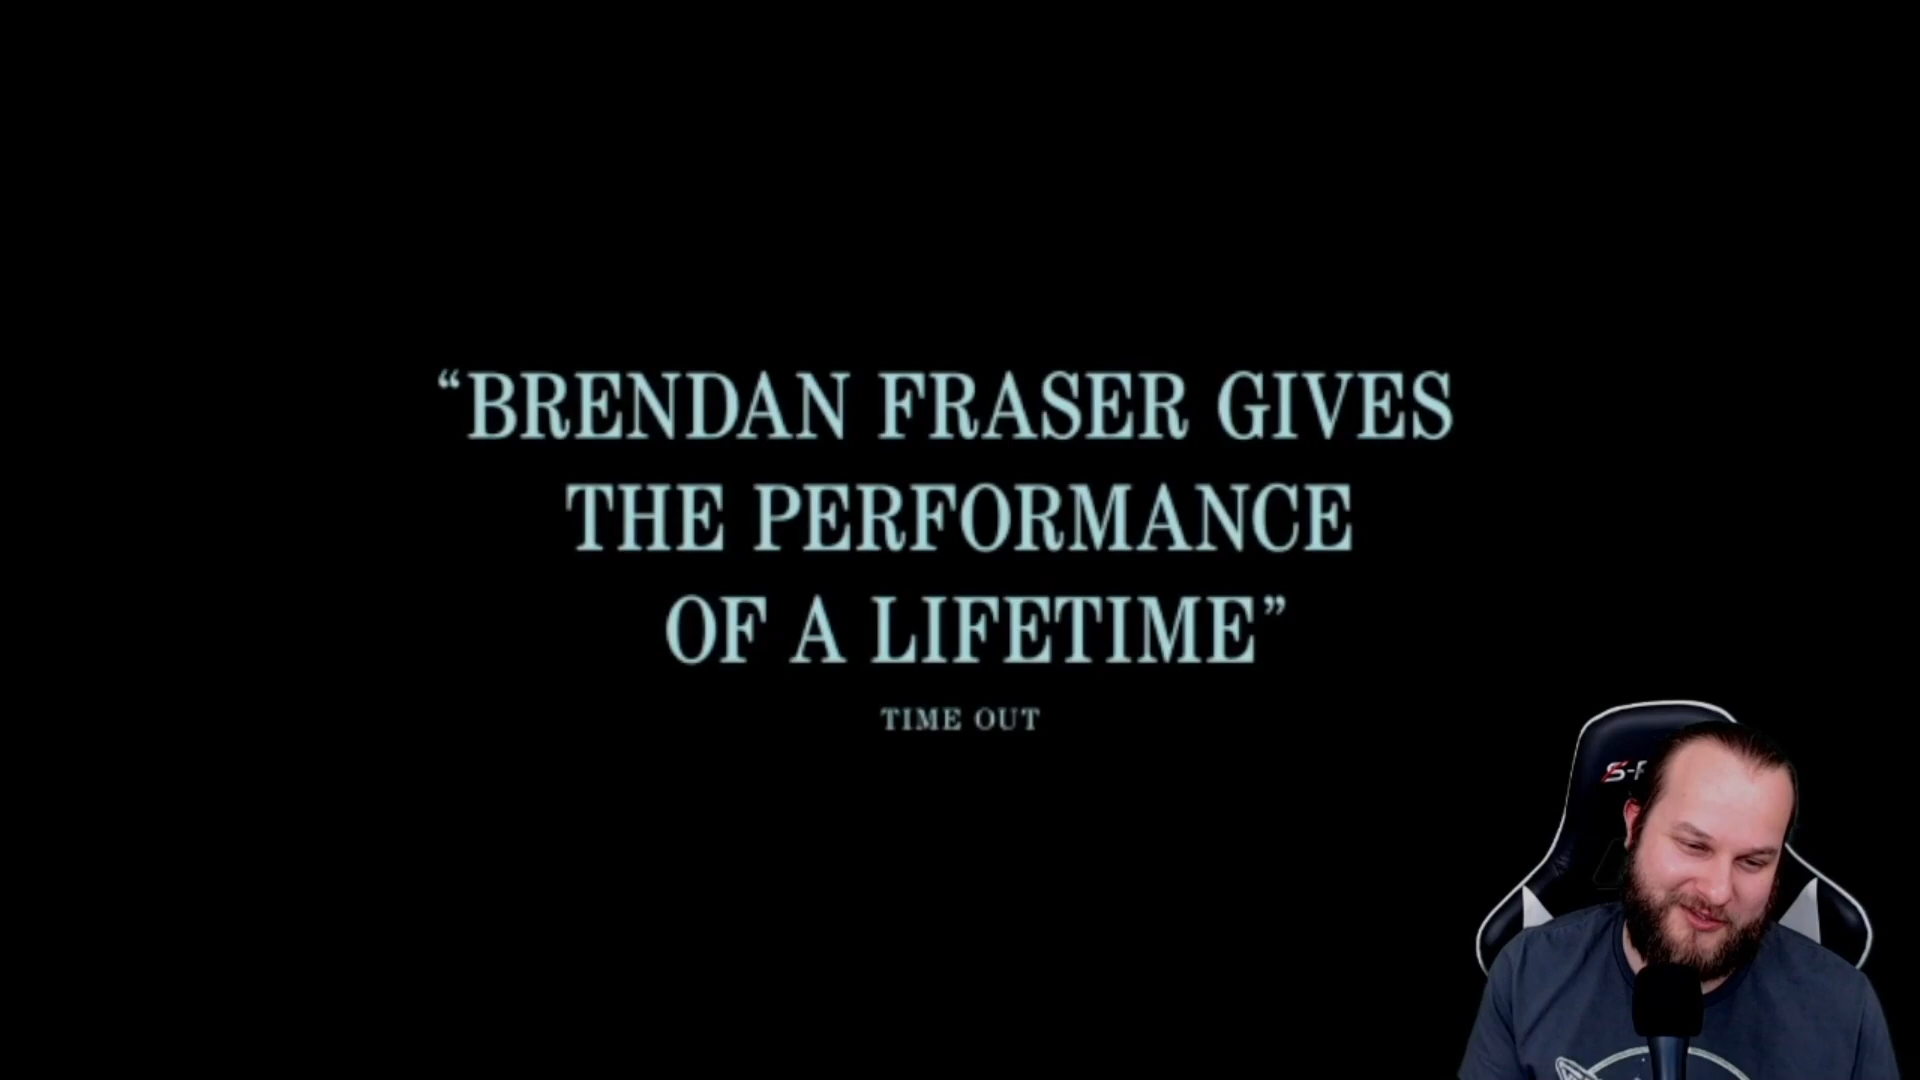 “BRENDAN FRASER GIVES
THE PERFORMANCE
OF A LIFETIME”
TIME OUT
S-R